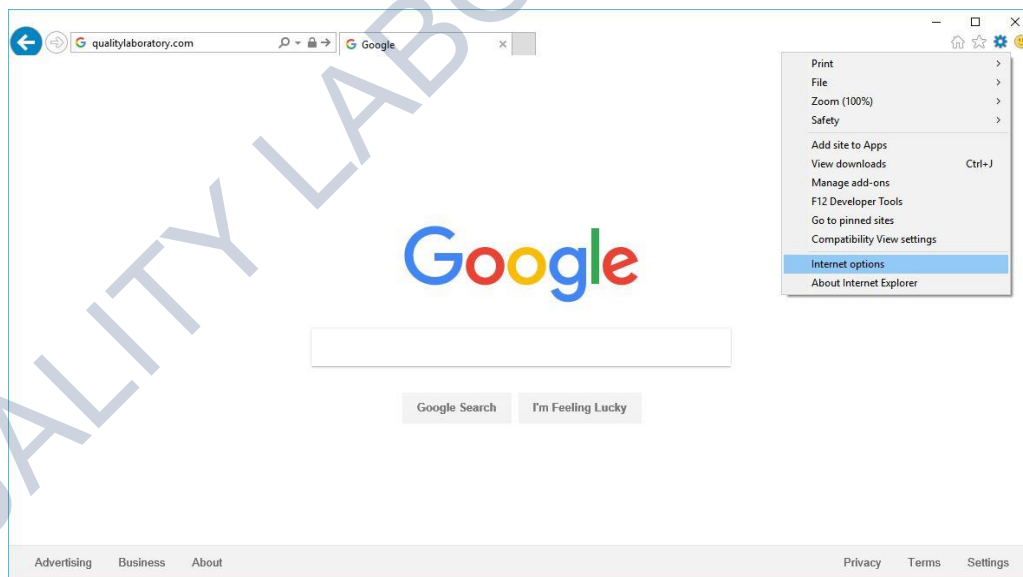 qualitylaboratory.com
Google
Print
File
Zoom (100%)
Safety
Add site to Apps
View downloads Ctrl+J
Manage add-ons
F12 Developer Tools
Go to pinned sites
Compatibility View settings
Internet options
About Internet Explorer
Google
Google Search I'm Feeling Lucky
Advertising Business About Privacy Terms Settings
ALITY LABO